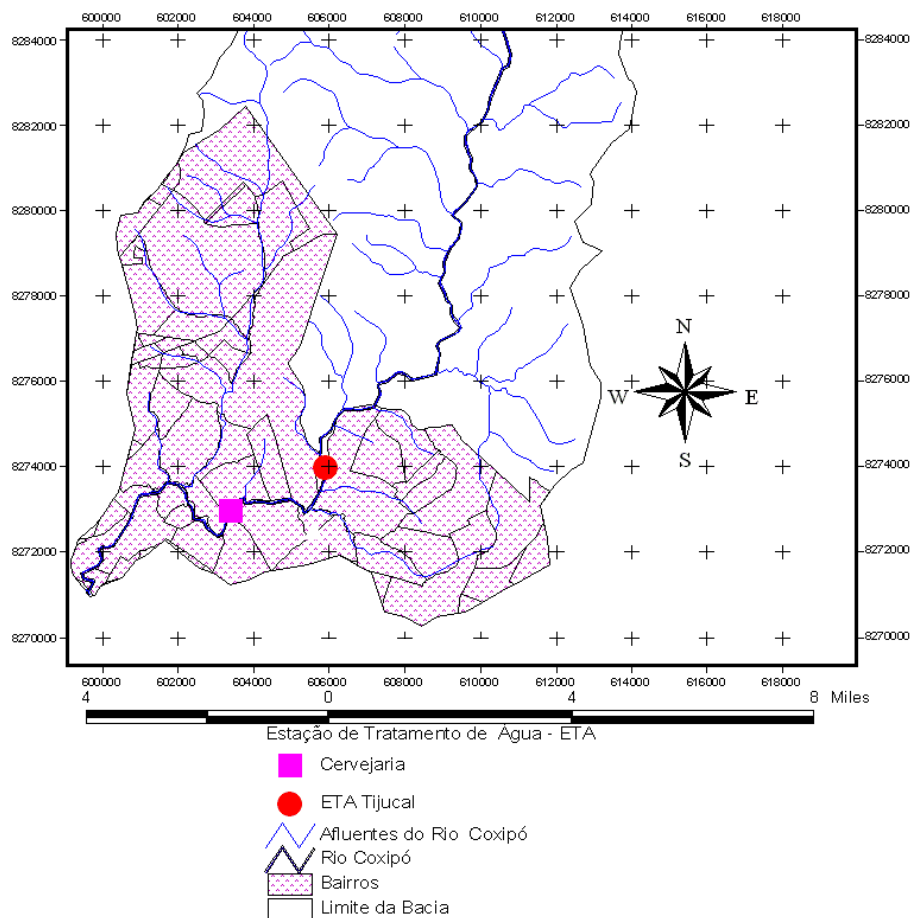 600000 602000 604000 606000 608000 610000 612000 614000 616000 618000
8284000 8284000
8282000 8282000
8280000 8280000
8278000 8278000
N
8276000 W E 8276000
S
8274000 8274000
8272000 8272000
8270000 8270000
600000 602000 604000 606000 608000 610000 612000 614000 616000 618000
4 0 4 8 Miles
Estação de Tratamento de Água - ETA
Cervejaria
ETA Tijucal
Afluentes do Rio Coxipó
Rio Coxipó
Bairros
Limite da Bacia